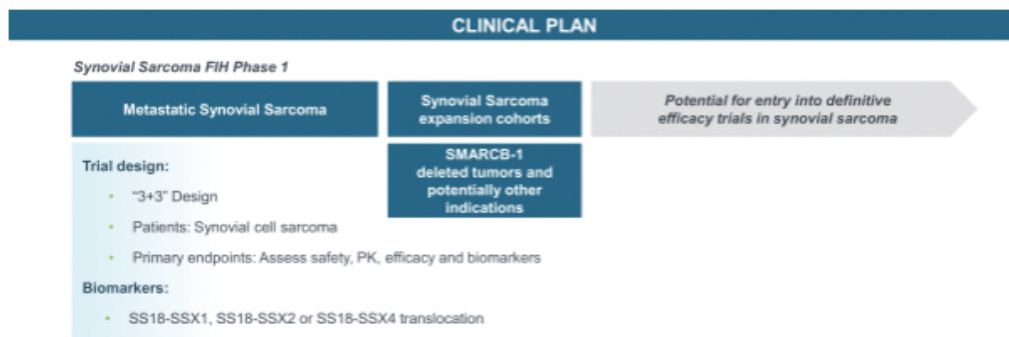 CLINICAL PLAN
Synovial Sarcoma FIH Phase 1
Metastatic Synovial Sarcoma
Synovial Sarcoma
expansion cohorts
Potential for entry into definitive
efficacy trials in synovial sarcoma
SMARCB-1
deleted tumors and
potentially other
indications
Trial design:
• "3+3" Design
• Patients: Synovial cell sarcoma
• Primary endpoints: Assess safety, PK, efficacy and biomarkers
Biomarkers:
• SS18-SSX1, SS18-SSX2 or SS18-SSX4 translocation